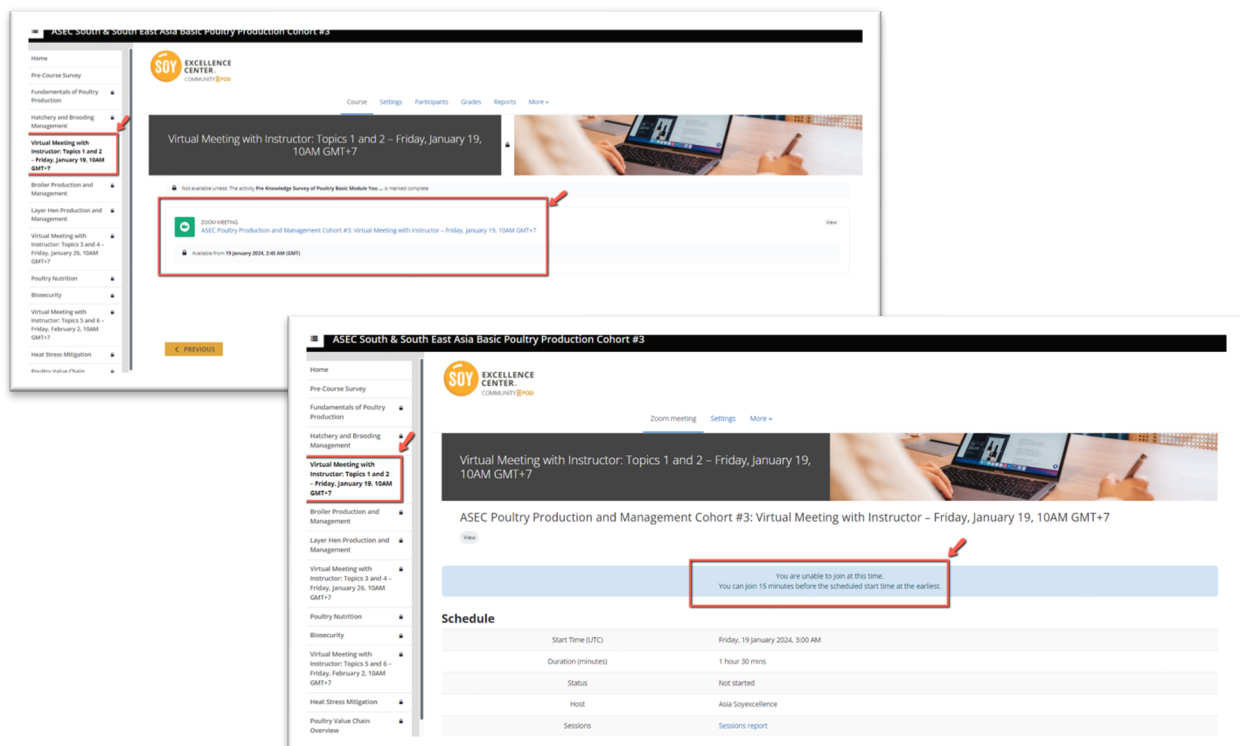 ASEC South & South East Asia Basic Poultry Production Cohort #3
Home
Pre-Course Survey
Fundamentals of Poultry
Production
Hatchery and Brooding
Management
Virtual Meeting with
Instructor: Topics 1 and 2
– Friday, January 19, 10AM
GMT+7
Broiler Production and
Management
Layer Hen Production and
Management
Virtual Meeting with
Instructor: Topics 3 and 4 –
Friday, January 26, 10AM
GMT+7
Poultry Nutrition
Biosecurity
Virtual Meeting with
Instructor: Topics 5 and 6 –
Friday, February 2, 10AM
GMT+7
Heat Stress Mitigation
Poultry Value Chain
SOY EXCELLENCE
CENTER.
COMMUNITY EPOD
Course Settings Participants Grades Reports More
Virtual Meeting with Instructor: Topics 1 and 2 – Friday, January 19,
10AM GMT+7
Not available unless: The activity Pre Knowledge Survey of Poultry Basic Module You ... is marked complete
ZOOM MEETING
ASEC Poultry Production and Management Cohort #3: Virtual Meeting with Instructor – Friday, January 19, 10AM GMT+7
View
Available from 19 January 2024, 2:45 AM (GMT)
PREVIOUS
ASEC South & South East Asia Basic Poultry Production Cohort #3
Home
Pre-Course Survey
Fundamentals of Poultry
Production
Hatchery and Brooding
Management
Virtual Meeting with
Instructor: Topics 1 and 2
– Friday, January 19, 10AM
GMT+7
Broiler Production and
Management
Layer Hen Production and
Management
Virtual Meeting with
Instructor: Topics 3 and 4 –
Friday, January 26, 10AM
GMT+7
Poultry Nutrition
Biosecurity
Virtual Meeting with
Instructor: Topics 5 and 6 –
Friday, February 2, 10AM
GMT+7
Heat Stress Mitigation
Poultry Value Chain
Overview
SOY EXCELLENCE
CENTER.
COMMUNITY EPOD
Zoom meeting Settings More
Virtual Meeting with Instructor: Topics 1 and 2 – Friday, January 19,
10AM GMT+7
ASEC Poultry Production and Management Cohort #3: Virtual Meeting with Instructor – Friday, January 19, 10AM GMT+7
View
You are unable to join at this time.
You can join 15 minutes before the scheduled start time at the earliest.
Schedule
Start Time (UTC) Friday, 19 January 2024, 3:00 AM
Duration (minutes) 1 hour 30 mins
Status Not started
Host Asia Soyexcellence
Sessions Sessions report